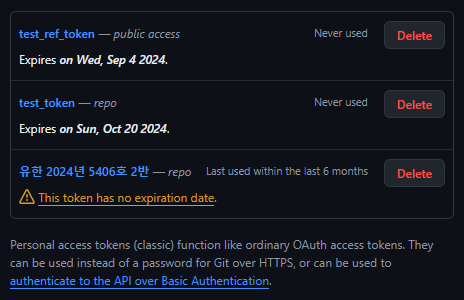 test_ref_token — public access Never used Delete
Expires on Wed, Sep 4 2024.
test_token — repo Never used Delete
Expires on Sun, Oct 20 2024.
유한 2024년 5406호 2반 — repo Last used within the last 6 months Delete
This token has no expiration date.
Personal access tokens (classic) function like ordinary OAuth access tokens. They
can be used instead of a password for Git over HTTPS, or can be used to
authenticate to the API over Basic Authentication.